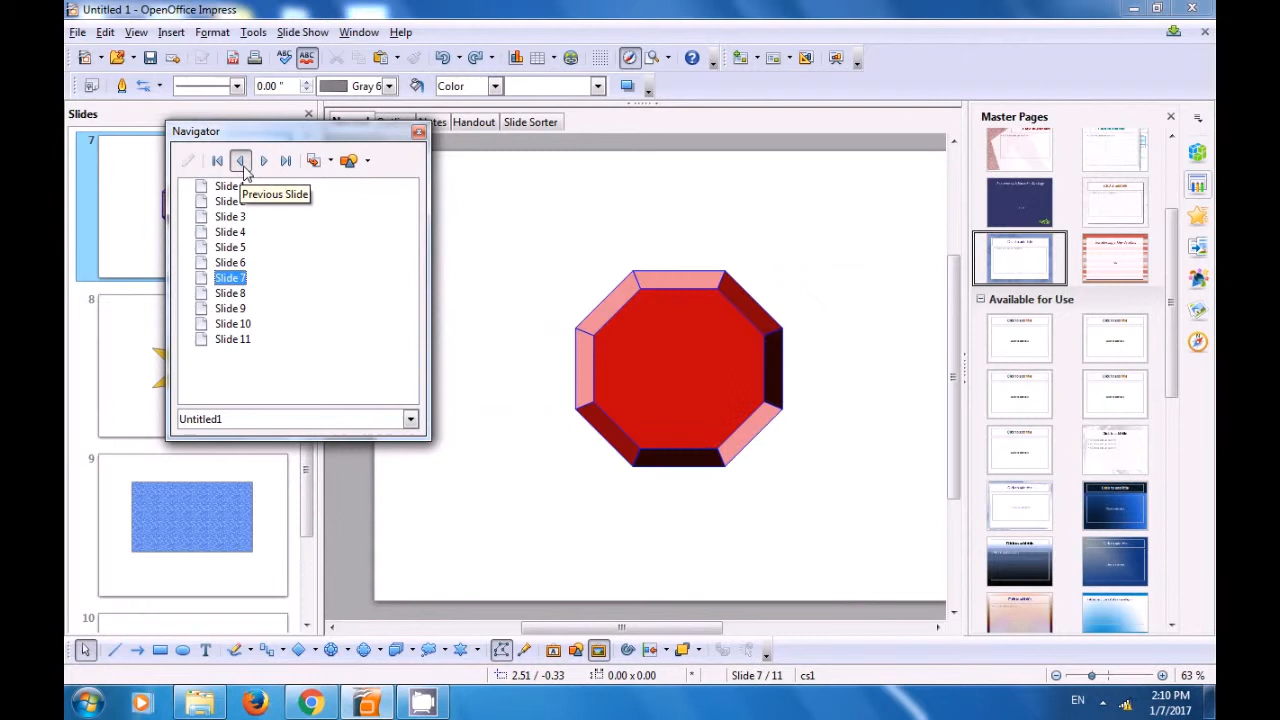 Untitled 1 - OpenOffice Impress
File Edit View Insert Format Tools Slide Show Window Help
0.00 " Gray 6 Color
Slides
Handout Slide Sorter
Navigator
Previous Slide
Slide
Slide
Slide 3
Slide 4
Slide 5
Slide 6
Slide 7
Slide 8
Slide 9
Slide 10
Slide 11
Untitled1
7
8
9
10
Master Pages
Available for Use
2.51 / -0.33 0.00 x 0.00 * Slide 7 / 11 cs1 63 %
EN 2:10 PM
1/7/2017